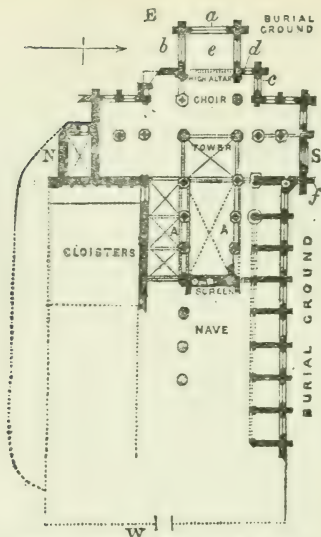 E
a
BURIAL
GROUND
b
e
d
HIGH ALTAR
c
CHOIR
TOWER
N
S
f
CLOISTERS
A
A
SCREEN
NAVE
BURIAL GROUND
W